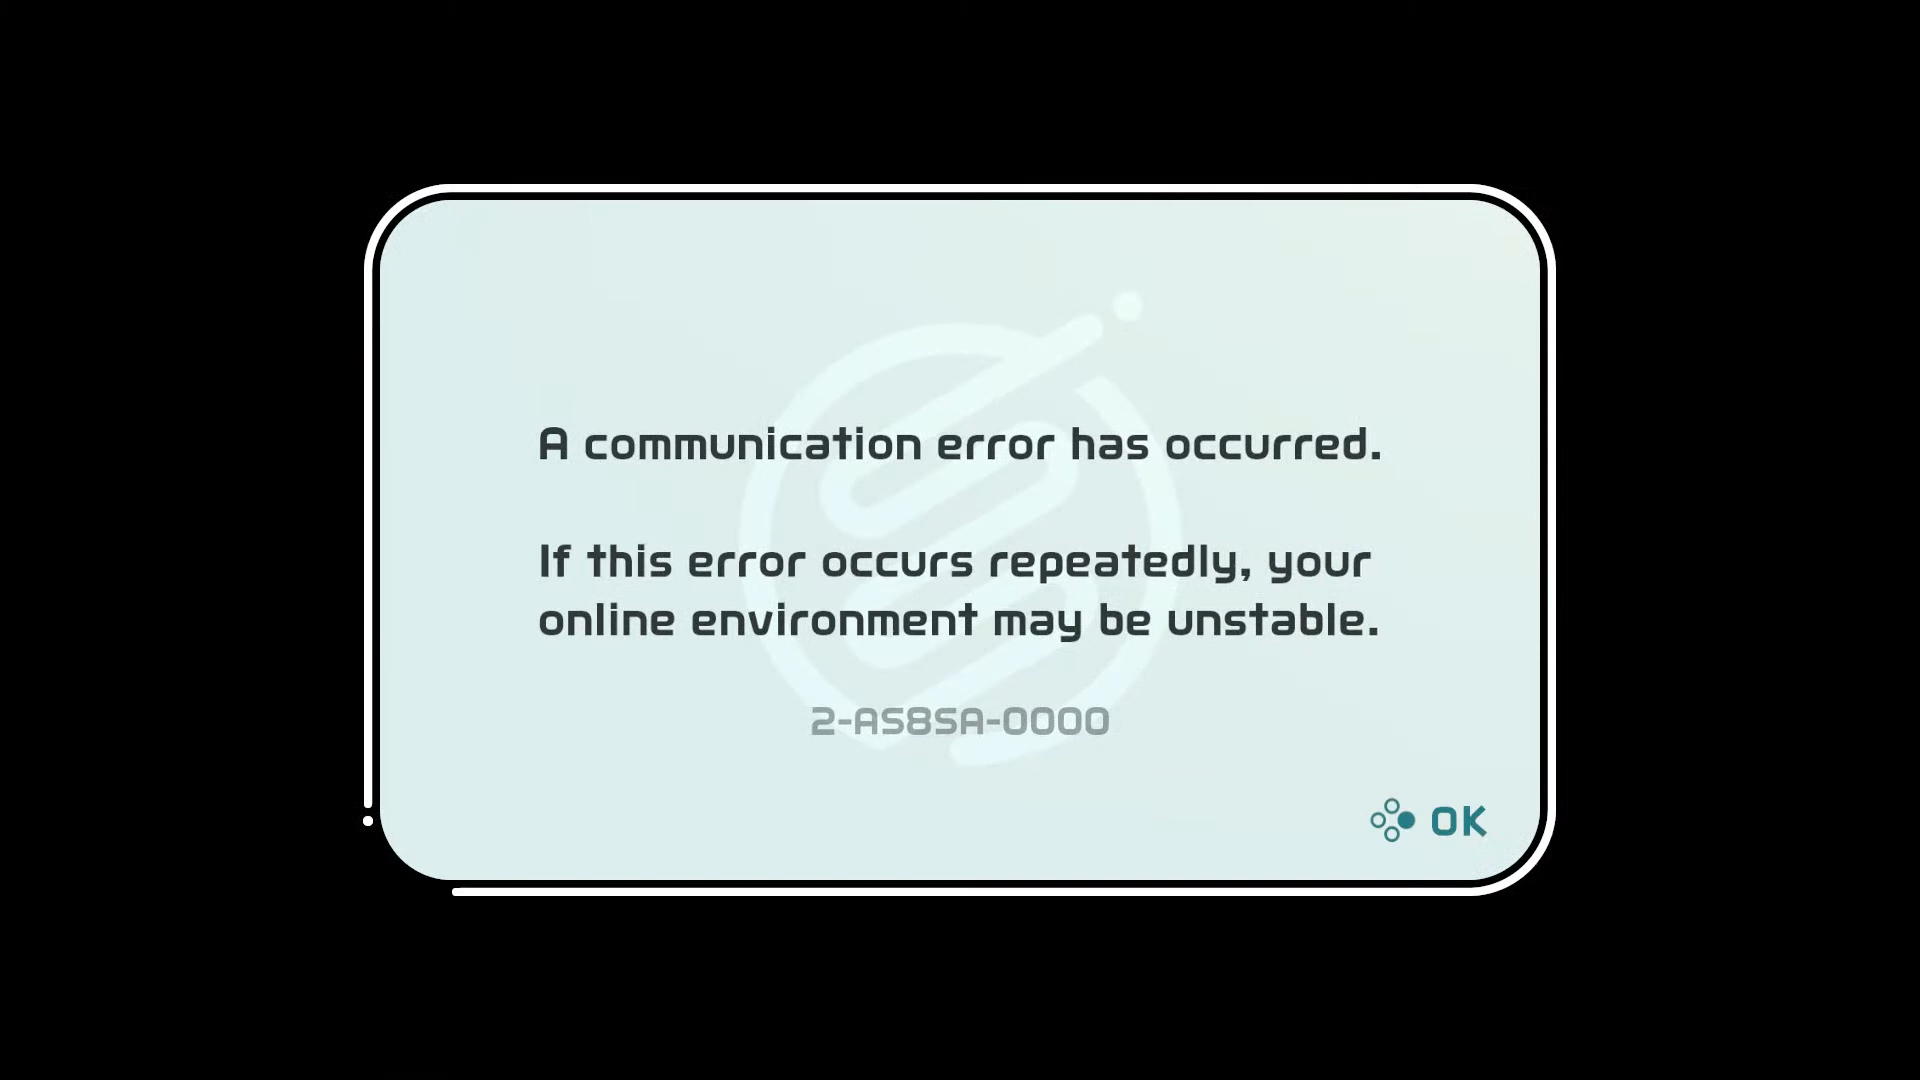 A communication error has occurred.
If this error occurs repeatedly, your
online environment may be unstable.
2-AS8SA-0000
OK